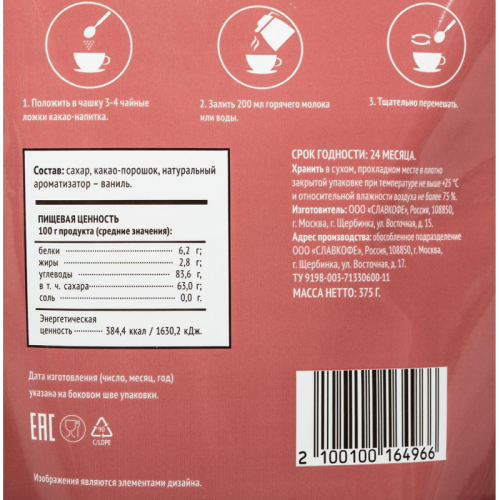 1. Положить в чашку 3-4 чайные
ложки какао-напитка.
2. Залить 200 мл горячего молока
или воды.
3. Тщательно перемешать.
Состав: сахар, какао-порошок, натуральный
ароматизатор – ваниль.
ПИЩЕВАЯ ЦЕННОСТЬ
100 г продукта (средние значения):
белки 6,2 г;
жиры 2,8 г;
углеводы 83,6 г;
в т. ч. сахара 63,0 г;
соль 0,0 г.
Энергетическая
ценность 384,4 ккал / 1630,2 кДж.
СРОК ГОДНОСТИ: 24 МЕСЯЦА.
Хранить в сухом, прохладном месте в плотно
закрытой упаковке при температуре не выше +25 °С
и относительной влажности воздуха не более 75 %.
Изготовитель: ООО «СЛАВКОФЕ», Россия, 108850,
г. Москва, г. Щербинка, ул. Восточная, д. 15.
Адрес производства: обособленное подразделение
ООО «СЛАВКОФЕ», Россия, 108850, г. Москва,
г. Щербинка, ул. Восточная, д. 17.
ТУ 9198-003-71330600-11
МАССА НЕТТО: 375 Г.
Дата изготовления (число, месяц, год)
указана на боковом шве упаковки.
ЕАС
90
C/LDPE
2 100100 164966
Изображения являются элементами дизайна.